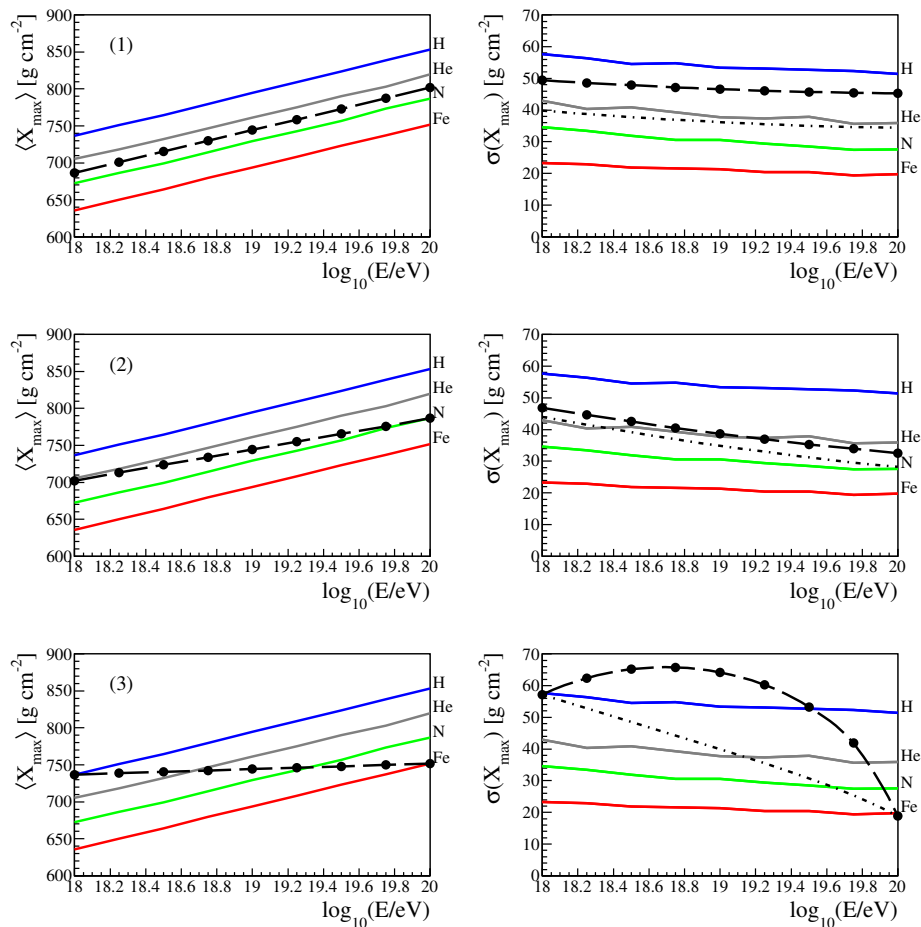 (1)
⟨X_max⟩ [g cm⁻²]
900
850
800
750
700
650
600
H
He
N
Fe
18 18.2 18.4 18.6 18.8 19 19.2 19.4 19.6 19.8 20
log₁₀(E/eV)
σ(X_max) [g cm⁻²]
70
60
50
40
30
20
10
0
H
He
N
Fe
18 18.2 18.4 18.6 18.8 19 19.2 19.4 19.6 19.8 20
log₁₀(E/eV)
(2)
⟨X_max⟩ [g cm⁻²]
900
850
800
750
700
650
600
H
He
N
Fe
18 18.2 18.4 18.6 18.8 19 19.2 19.4 19.6 19.8 20
log₁₀(E/eV)
σ(X_max) [g cm⁻²]
70
60
50
40
30
20
10
0
H
He
N
Fe
18 18.2 18.4 18.6 18.8 19 19.2 19.4 19.6 19.8 20
log₁₀(E/eV)
(3)
⟨X_max⟩ [g cm⁻²]
900
850
800
750
700
650
600
H
He
N
Fe
18 18.2 18.4 18.6 18.8 19 19.2 19.4 19.6 19.8 20
log₁₀(E/eV)
σ(X_max) [g cm⁻²]
70
60
50
40
30
20
10
0
H
He
N
Fe
18 18.2 18.4 18.6 18.8 19 19.2 19.4 19.6 19.8 20
log₁₀(E/eV)